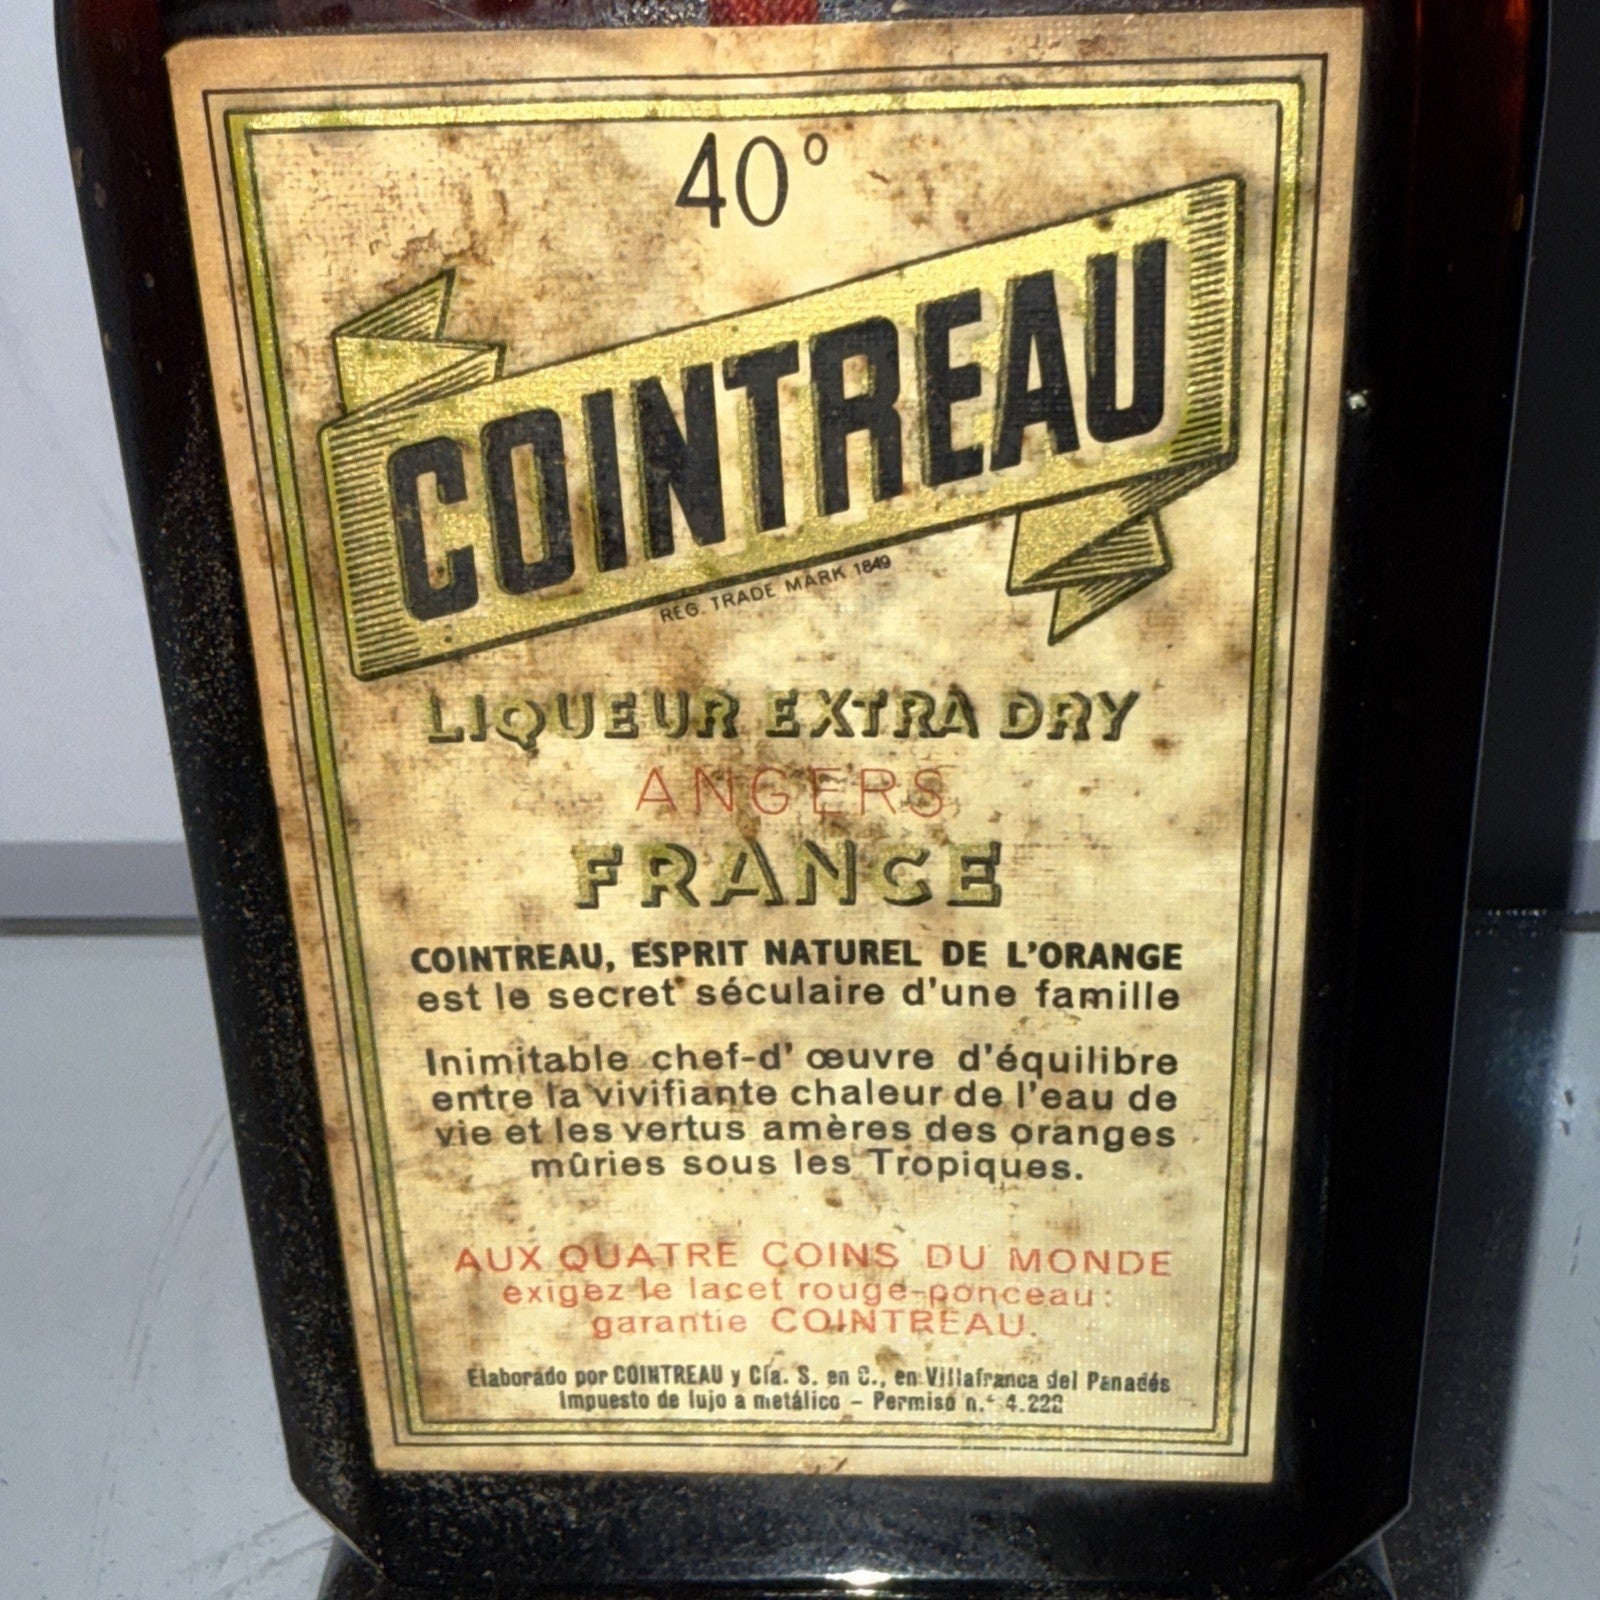 40°
COINTREAU
REG. TRADE MARK 1849
LIQUEUR EXTRA DRY
ANGERS
FRANCE
COINTREAU, ESPRIT NATUREL DE L'ORANGE
est le secret séculaire d'une famille
Inimitable chef-d'œuvre d'équilibre
entre la vivifiante chaleur de l'eau de
vie et les vertus amères des oranges
mûries sous les Tropiques.
AUX QUATRE COINS DU MONDE
exigez le lacet rouge-ponceau:
garantie COINTREAU.
Elaborado por COINTREAU y Cía. S. en C., en Villafranca del Panadés
Impuesto de lujo a metálico - Permiso n.° 4.222